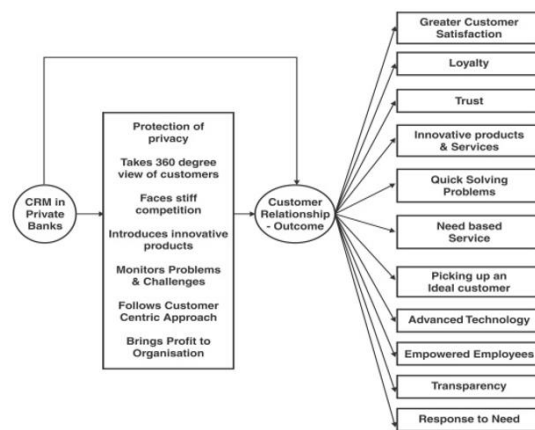 CRM in
Private
Banks
Protection of
privacy
Takes 360 degree
view of customers
Faces stiff
competition
Introduces innovative
products
Monitors Problems
& Challenges
Follows Customer
Centric Approach
Brings Profit to
Organisation
Customer
Relationship
- Outcome
Greater Customer
Satisfaction
Loyalty
Trust
Innovative products
& Services
Quick Solving
Problems
Need based
Service
Picking up an
Ideal customer
Advanced Technology
Empowered Employees
Transparency
Response to Need